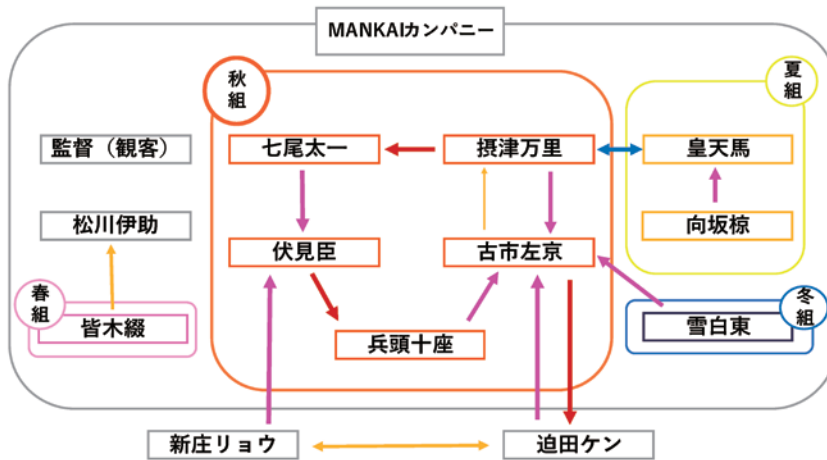 MANKAIカンパニー
秋組
夏組
監督（観客）
七尾太一
摂津万里
皇天馬
松川伊助
伏見臣
古市左京
向坂椋
春組
皆木綴
兵頭十座
雪白東
冬組
新庄リョウ
迫田ケン